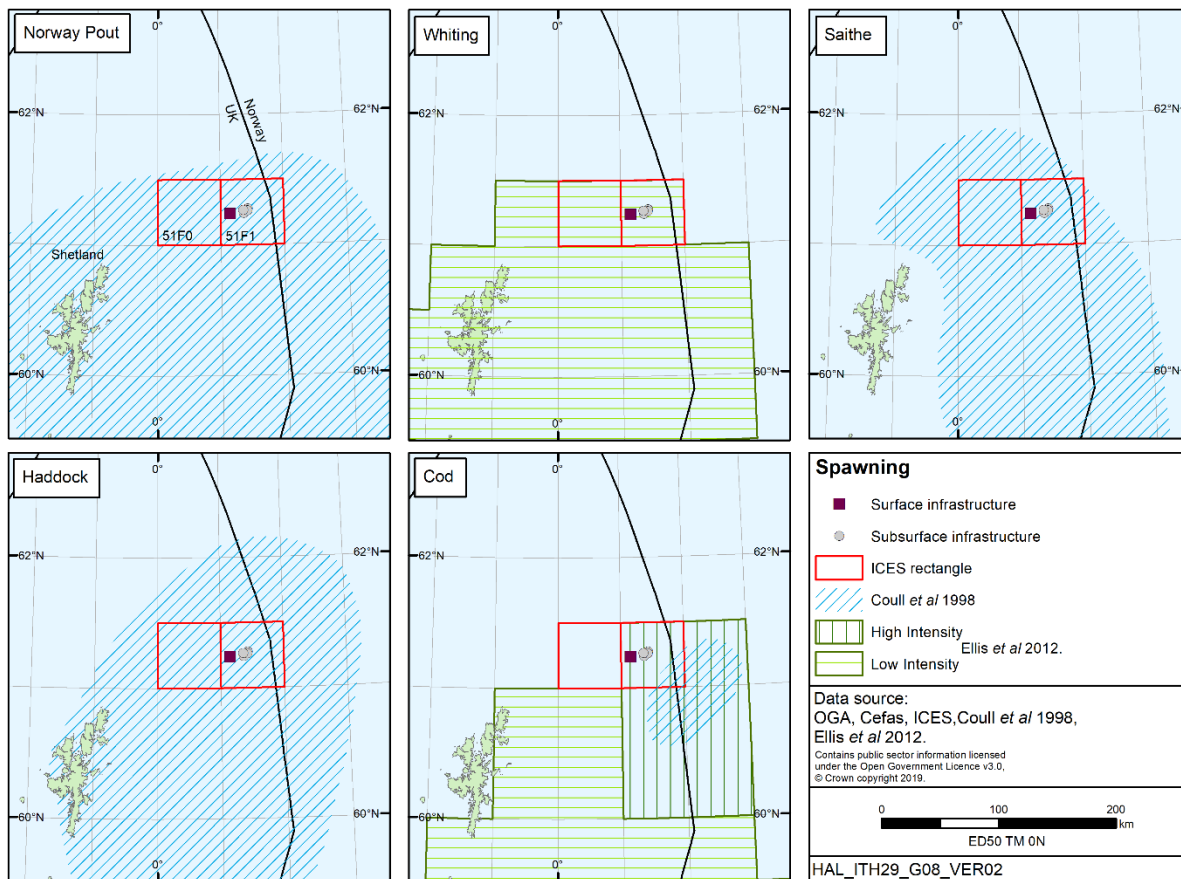 Norway Pout
0°
62°N
62°N
Norway
UK
51F0
51F1
Shetland
60°N
60°N
0°
Whiting
0°
62°N
62°N
60°N
60°N
0°
Saithe
0°
62°N
62°N
60°N
60°N
0°
Haddock
0°
62°N
62°N
60°N
60°N
0°
Cod
0°
62°N
62°N
60°N
60°N
0°
Spawning
Surface infrastructure
Subsurface infrastructure
ICES rectangle
Coull et al 1998
High Intensity
Ellis et al 2012.
Low Intensity
Data source:
OGA, Cefas, ICES,Coull et al 1998,
Ellis et al 2012.
Contains public sector information licensed
under the Open Government Licence v3.0,
© Crown copyright 2019.
0 100 200
km
ED50 TM 0N
HAL_ITH29_G08_VER02